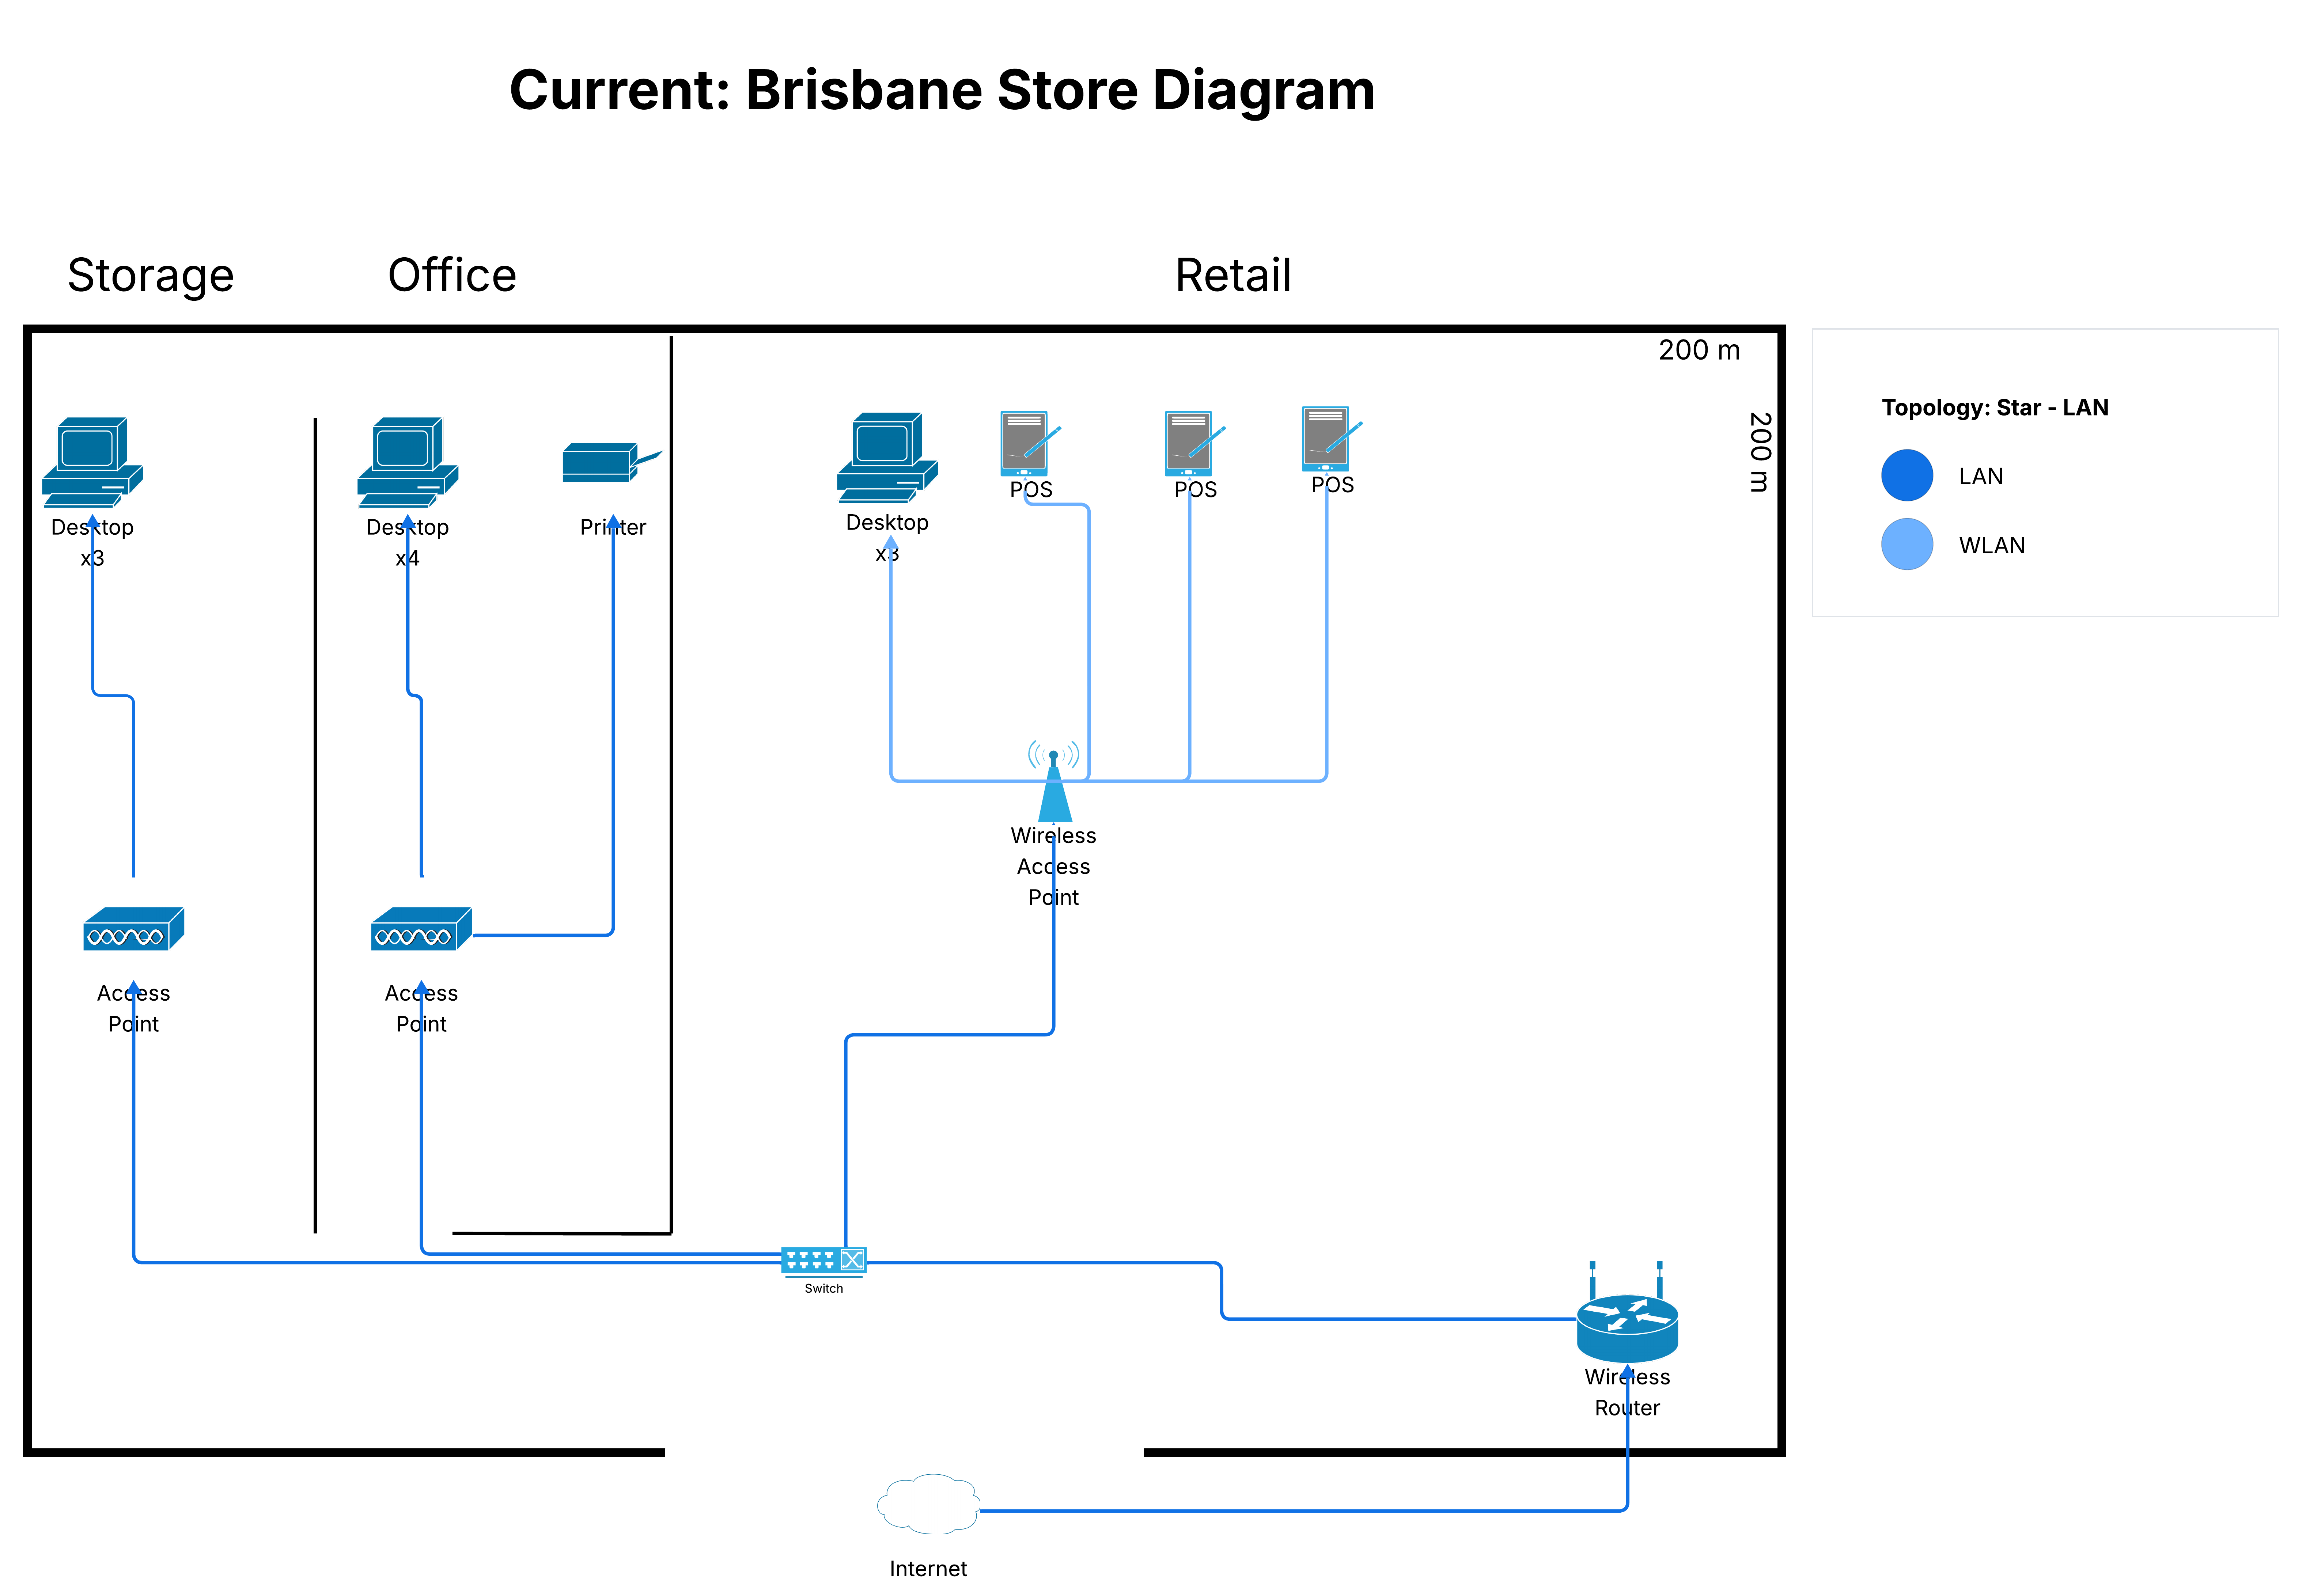 Current: Brisbane Store Diagram
Storage
Office
Retail
200 m
200 m
Topology: Star - LAN
LAN
WLAN
Desktop
x3
Desktop
x4
Printer
Desktop
x3
POS
POS
POS
Wireless
Access
Point
Access
Point
Access
Point
Switch
Wireless
Router
Internet